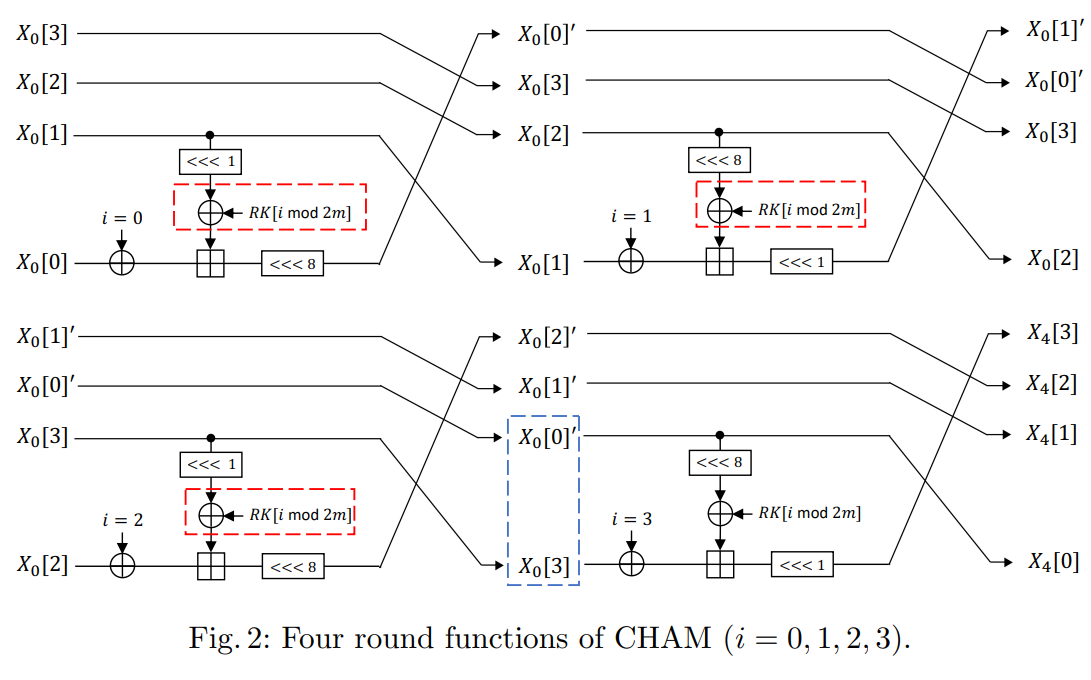 X₀[3] X₀[0]′ X₀[1]′
X₀[2] X₀[3] X₀[0]′
X₀[1] X₀[2] X₀[3]
<<< 1 <<< 8
RK[i mod 2m] RK[i mod 2m]
i = 0 i = 1
X₀[0] <<< 8 X₀[1] <<< 1 X₀[2]
X₀[1]′ X₀[2]′ X₄[3]
X₀[0]′ X₀[1]′ X₄[2]
X₀[3] X₀[0]′ X₄[1]
<<< 1 <<< 8
RK[i mod 2m] RK[i mod 2m]
i = 2 i = 3
X₀[2] <<< 8 X₀[3] <<< 1 X₄[0]
Fig. 2: Four round functions of CHAM (i = 0, 1, 2, 3).